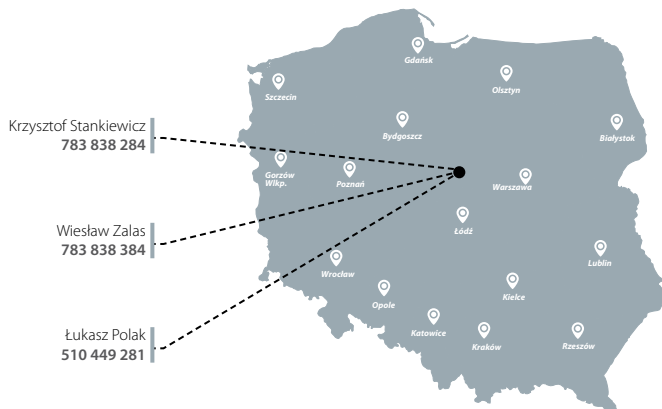 Krzysztof Stankiewicz
783 838 284
Wiesław Zalas
783 838 384
Łukasz Polak
510 449 281
Gdańsk
Olsztyn
Szczecin
Bydgoszcz
Białystok
Gorzów
Wlkp.
Poznań
Warszawa
Łódź
Wrocław
Lublin
Opole
Kielce
Katowice
Kraków
Rzeszów